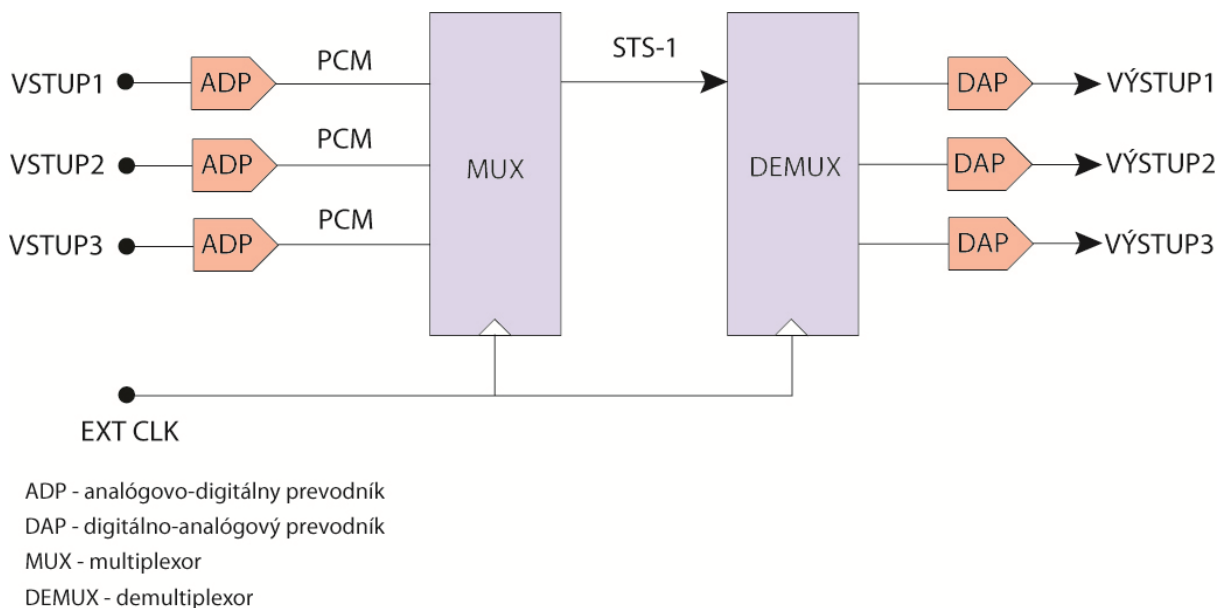 STS-1
VSTUP1 ADP PCM DAP VÝSTUP1
VSTUP2 ADP PCM MUX DEMUX DAP VÝSTUP2
VSTUP3 ADP PCM DAP VÝSTUP3
EXT CLK
ADP - analógovo-digitálny prevodník
DAP - digitálno-analógový prevodník
MUX - multiplexor
DEMUX - demultiplexor